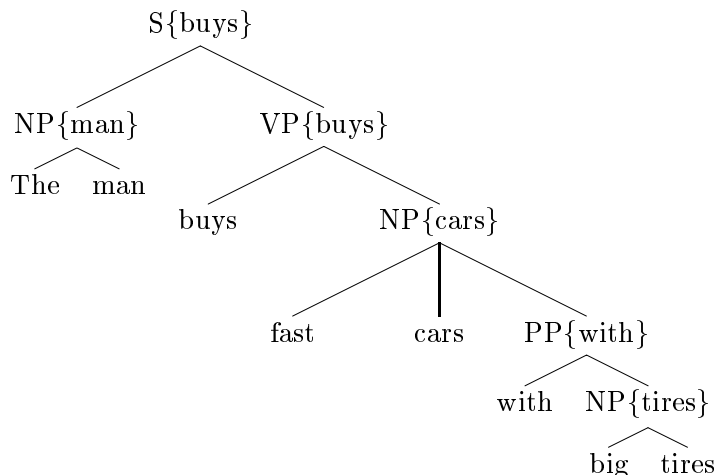 S{buys}
NP{man} VP{buys}
The man
buys NP{cars}
fast cars PP{with}
with NP{tires}
big tires